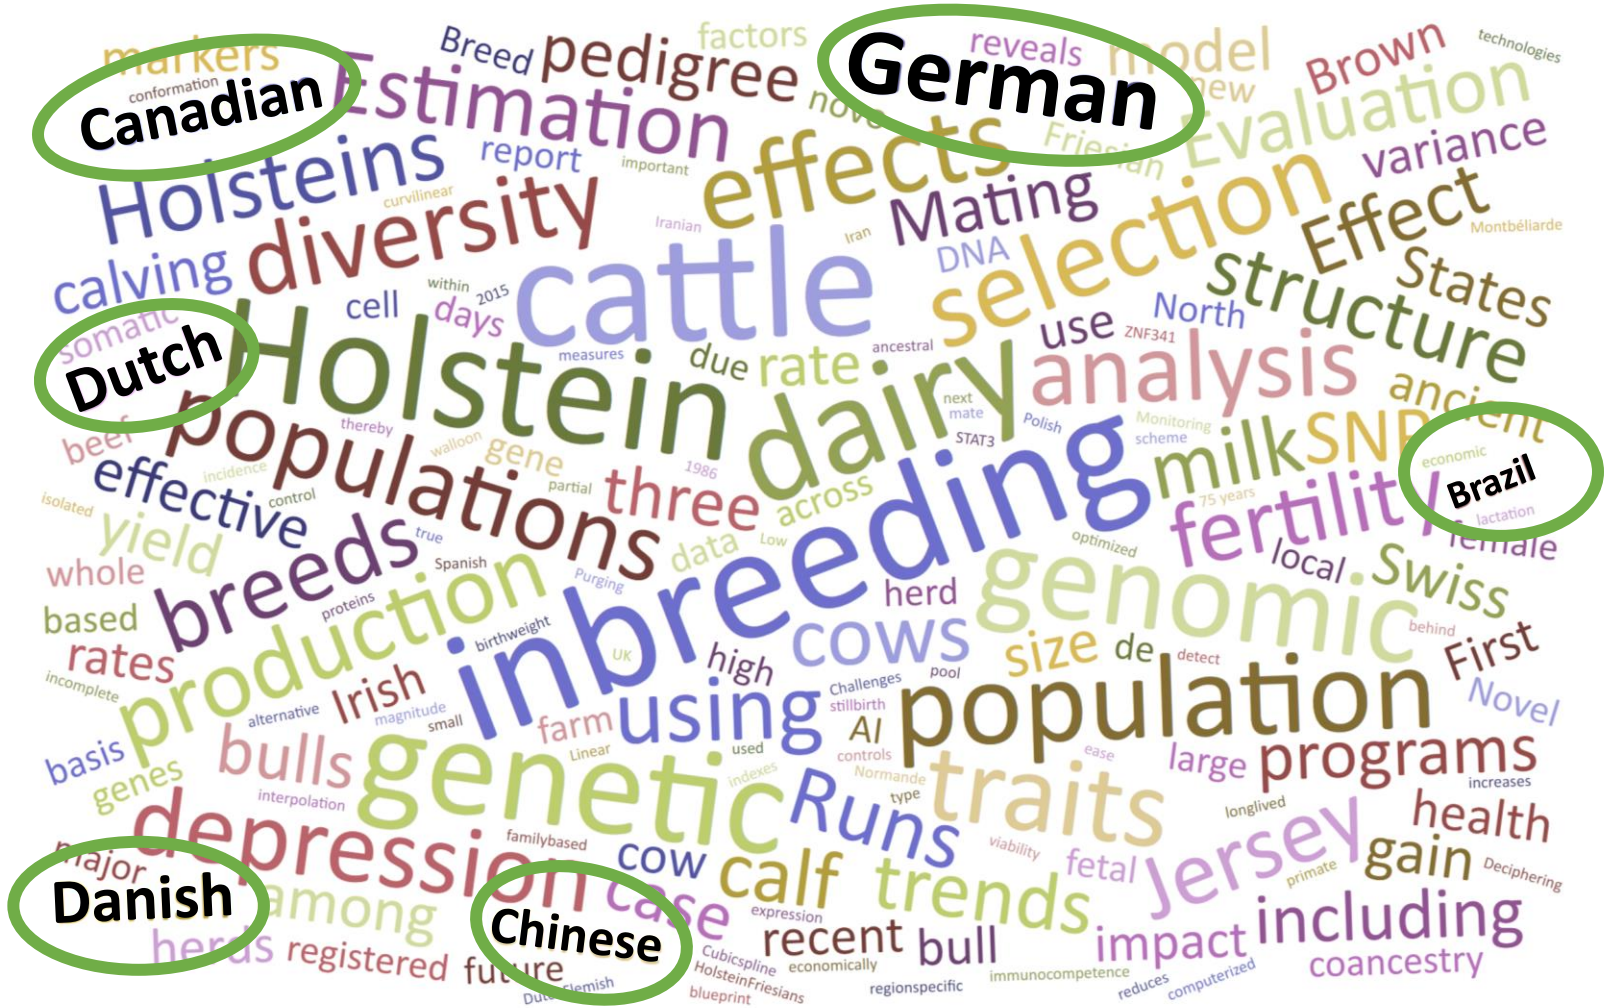 markers
conformation
Canadian
Breed
pedigree
factors
German
reveals
model
new
Brown
technologies
Estimation
novel
Friesian
Evaluation
variance
Holsteins
report
important
effects
curvilinear
diversity
Iranian
Iran
Mating
DNA
selection
Effect
Montbéliarde
States
structure
calving
cell
within
days
2015
cattle
North
use
ZNF341
somatic
Dutch
Holstein
measures
due
rate
ancestral
dairy
analysis
ancient
beef
populations
thereby
walloon
gene
next
mate
STAT3
Polish
Monitoring
scheme
milk
SNP
economic
Brazil
lactation
effective
incidence
control
isolated
partial
1986
three
across
inbreeding
75 years
fertility
female
yield
true
breeds
Spanish
data
Low
optimized
local
Swiss
whole
based
proteins
production
Purging
herd
genomic
behind
rates
birthweight
UK
high
cows
size
de
detect
First
incomplete
Irish
alternative
magnitude
small
farm
using
Challenges
stillbirth
pool
AI
population
Novel
basis
genes
bulls
genetic
Linear
used
indexes
controls
Normande
type
traits
ease
large
programs
increases
interpolation
depression
familybased
Runs
viability
longlived
health
major
Danish
among
cow
calf
trends
fetal
Jersey
primate
gain
Deciphering
herds
registered
future
Chinese
case
expression
recent
bull
impact
including
coancestry
Cubicspline
economically
HolsteinFriesians
blueprint
regionspecific
immunocompetence
reduces
computerized